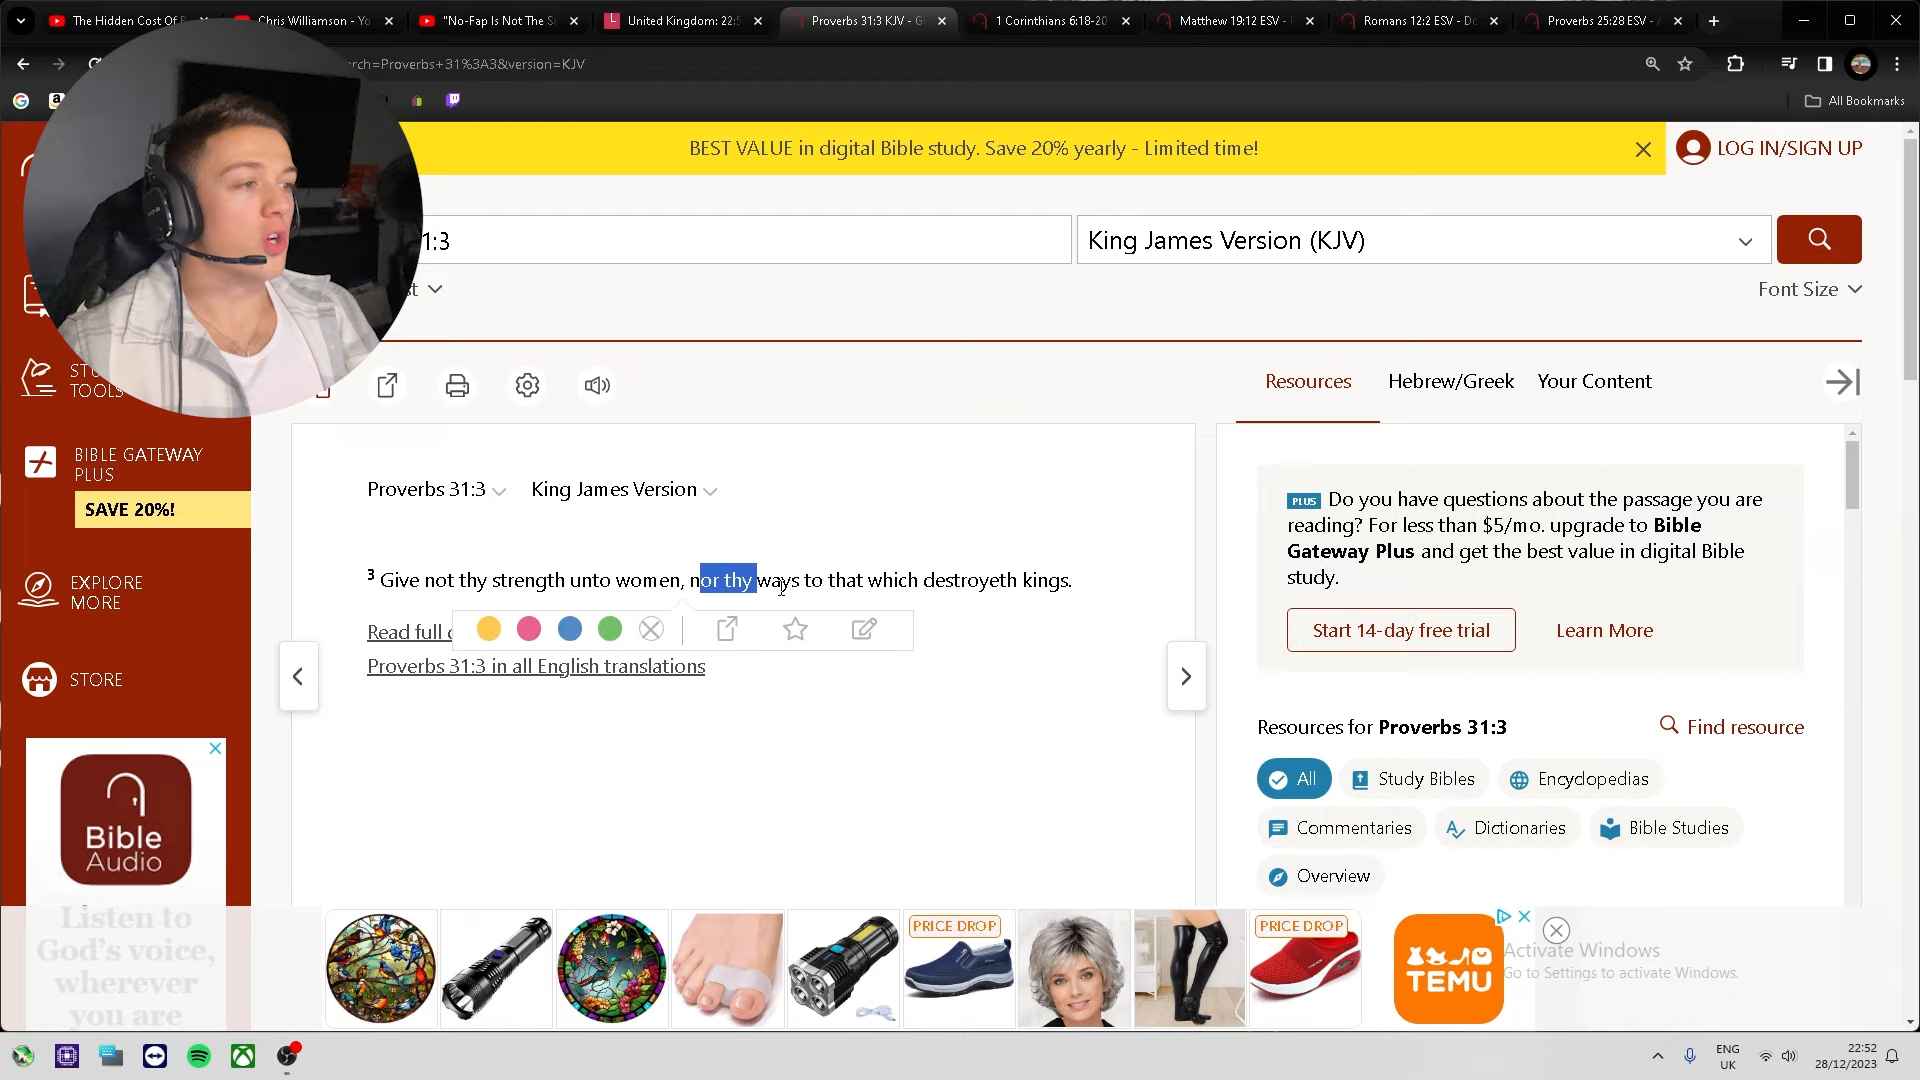 The Hidden Cost Of
Chris Williamson - Yo
"No-Fap Is Not The S
United Kingdom: 22:5
Proverbs 31:3 KJV - G
1 Corinthians 6:18-20
Matthew 19:12 ESV -
Romans 12:2 ESV - D
Proverbs 25:28 ESV -
arch=Proverbs+31%3A3&version=KJV
All Bookmarks
BEST VALUE in digital Bible study. Save 20% yearly - Limited time!
LOG IN/SIGN UP
1:3
King James Version (KJV)
st
Font Size
TOOLS
Resources
Hebrew/Greek
Your Content
BIBLE GATEWAY
PLUS
SAVE 20%!
EXPLORE
MORE
STORE
Proverbs 31:3
King James Version
3 Give not thy strength unto women, nor thy ways to that which destroyeth kings.
Read full c
Proverbs 31:3 in all English translations
PLUS Do you have questions about the passage you are
reading? For less than $5/mo. upgrade to Bible
Gateway Plus and get the best value in digital Bible
study.
Start 14-day free trial
Learn More
Resources for Proverbs 31:3
Find resource
All
Study Bibles
Encyclopedias
Commentaries
Dictionaries
Bible Studies
Overview
Bible
Audio
Listen to
God's voice,
wherever
you are
PRICE DROP
PRICE DROP
TEMU
Activate Windows
Go to Settings to activate Windows.
ENG
UK
22:52
28/12/2023